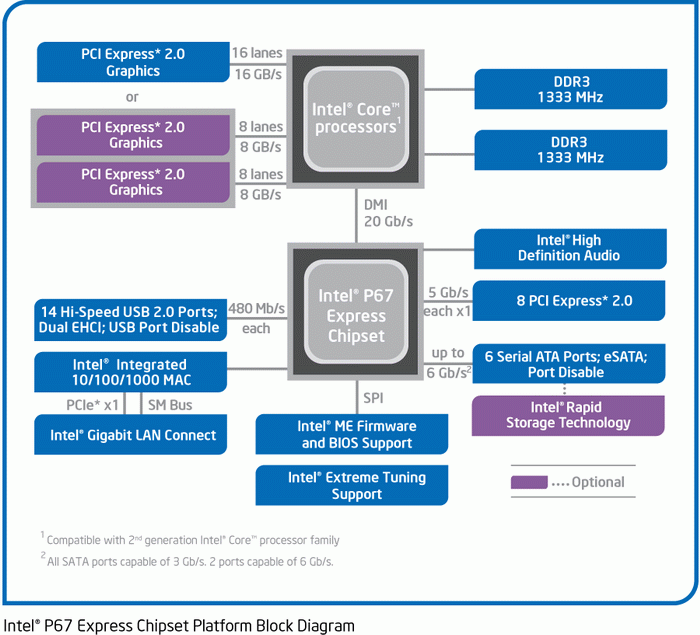 PCI Express* 2.0
Graphics
16 lanes
16 GB/s
or
PCI Express* 2.0
Graphics
8 lanes
8 GB/s
PCI Express* 2.0
Graphics
8 lanes
8 GB/s
Intel® Core™
processors¹
DDR3
1333 MHz
DDR3
1333 MHz
DMI
20 Gb/s
Intel® P67
Express
Chipset
Intel® High
Definition Audio
5 Gb/s
each x1
8 PCI Express* 2.0
14 Hi-Speed USB 2.0 Ports;
Dual EHCI; USB Port Disable
480 Mb/s
each
up to
6 Gb/s²
6 Serial ATA Ports; eSATA;
Port Disable
Intel® Integrated
10/100/1000 MAC
PCIe* x1
SM Bus
Intel® Gigabit LAN Connect
SPI
Intel® ME Firmware
and BIOS Support
Intel® Rapid
Storage Technology
Intel® Extreme Tuning
Support
.... Optional
¹ Compatible with 2nd generation Intel® Core™ processor family
² All SATA ports capable of 3 Gb/s. 2 ports capable of 6 Gb/s.
Intel® P67 Express Chipset Platform Block Diagram